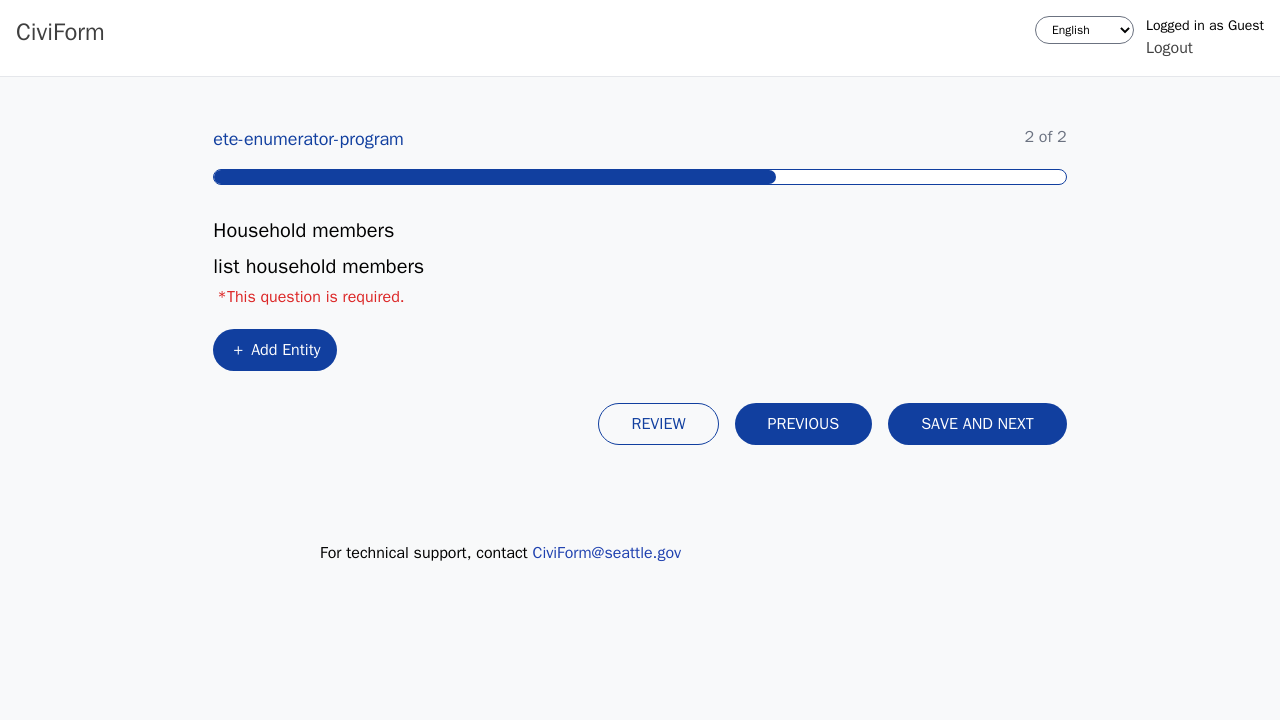 CiviForm
English
Logged in as Guest
Logout
ete-enumerator-program
2 of 2
Household members
list household members
*This question is required.
+ Add Entity
REVIEW
PREVIOUS
SAVE AND NEXT
For technical support, contact CiviForm@seattle.gov